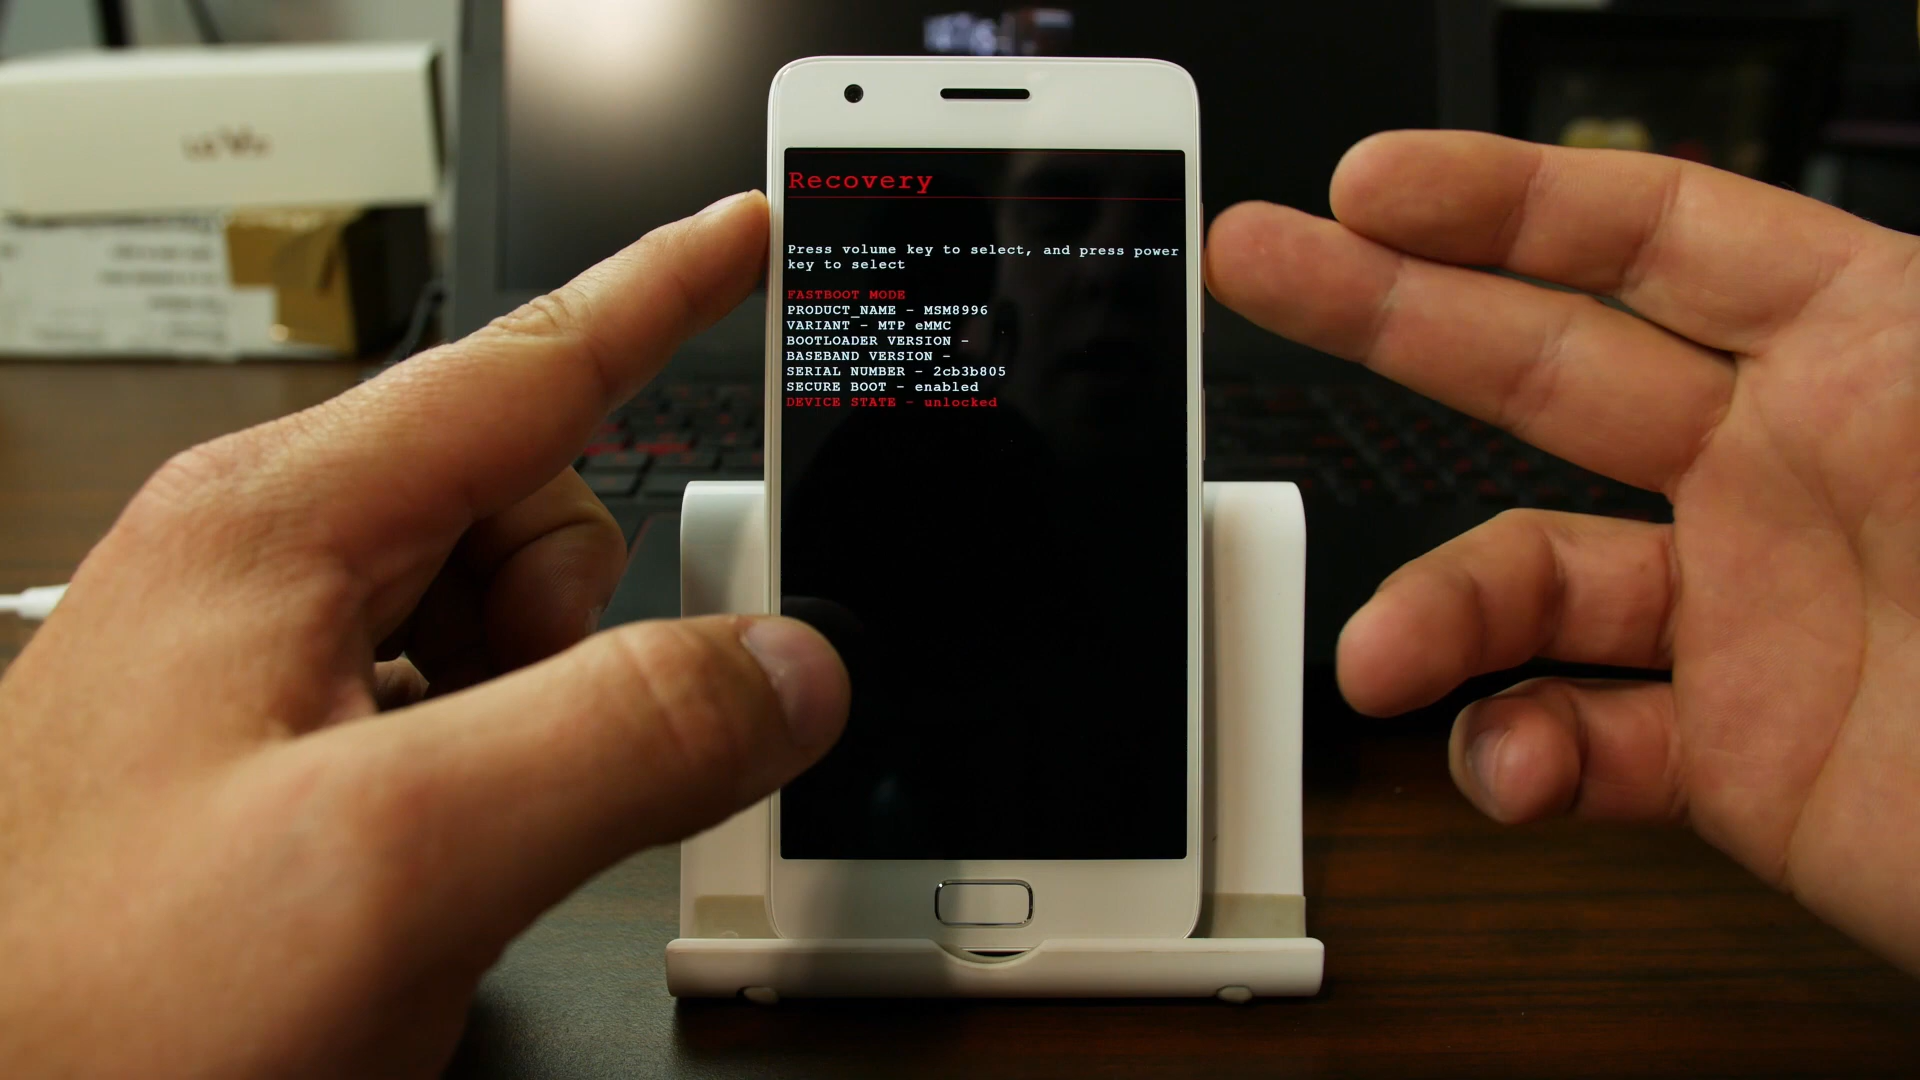 Recovery
Press volume key to select, and press power
key to select
FASTBOOT MODE
PRODUCT_NAME - MSM8996
VARIANT - MTP eMMC
BOOTLOADER VERSION -
BASEBAND VERSION -
SERIAL NUMBER - 2cb3b805
SECURE BOOT - enabled
DEVICE STATE - unlocked